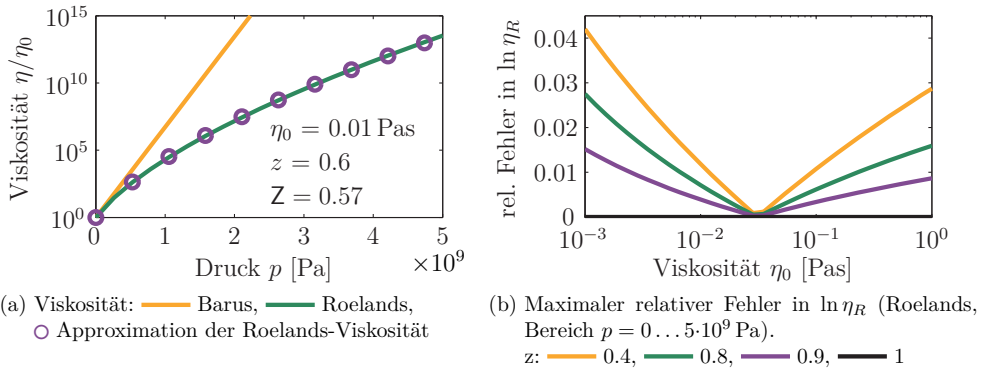 10^15
10^10
10^5
10^0
Viskosität η/η₀
η₀ = 0.01 Pas
z = 0.6
Z = 0.57
0 1 2 3 4 5
Druck p [Pa] ×10^9
(a) Viskosität: Barus, Roelands,
Approximation der Roelands-Viskosität
0.04
0.03
0.02
0.01
0
rel. Fehler in ln η_R
10^−3 10^−2 10^−1 10^0
Viskosität η₀ [Pas]
(b) Maximaler relativer Fehler in ln η_R (Roelands,
Bereich p = 0 . . . 5·10^9 Pa).
z: 0.4, 0.8, 0.9, 1